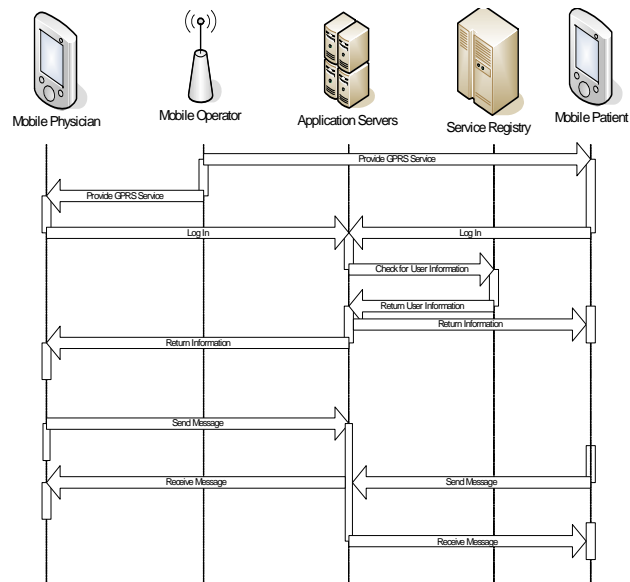 Mobile Physician
Mobile Operator
Application Servers
Service Registry
Mobile Patient
Provide GPRS Service
Provide GPRS Service
Log In
Log In
Check for User Information
Return User Information
Return Information
Return Information
Send Message
Receive Message
Send Message
Receive Message